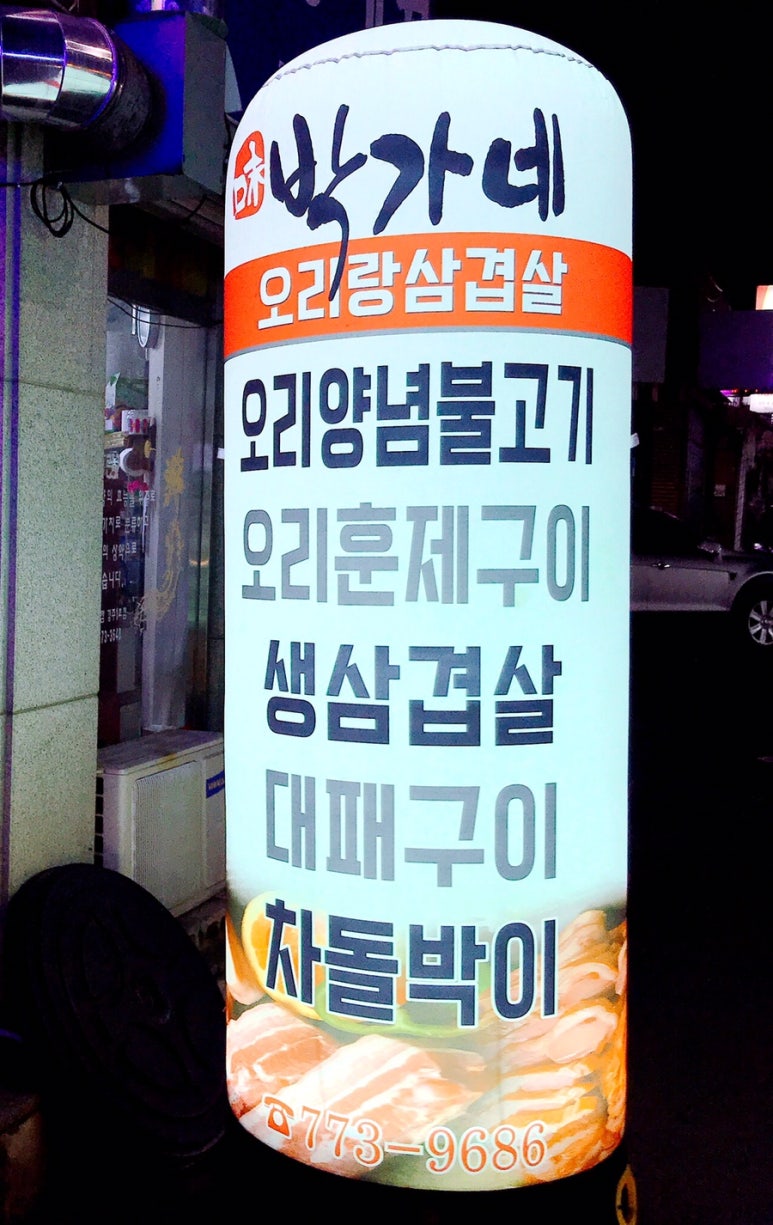 味 박가네
오리랑삼겹살
오리양념불고기
오리훈제구이
생삼겹살
대패구이
차돌박이
☎773-9686